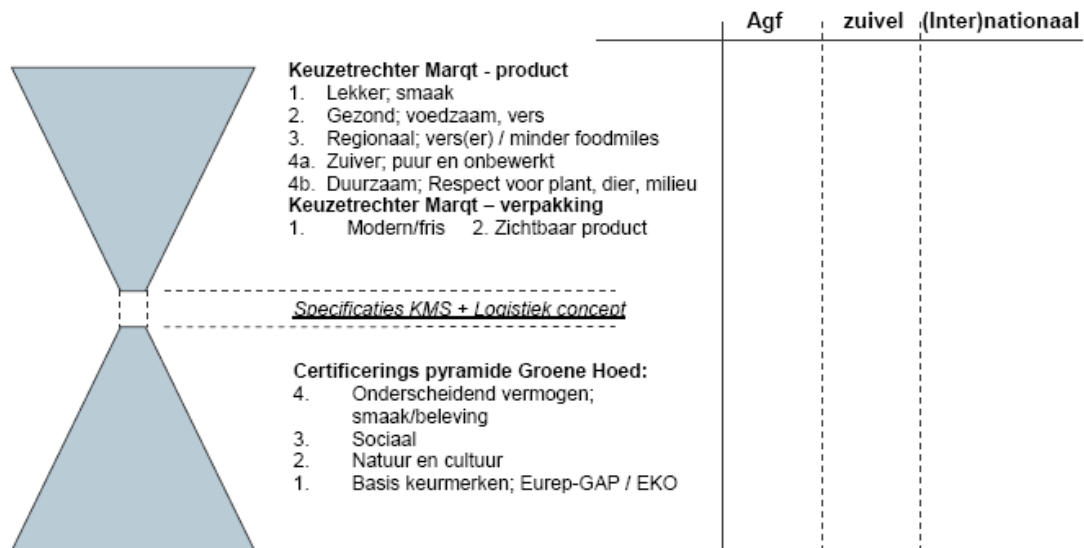 Agf zuivel (Inter)nationaal
Keuzetrechter Marqt - product
1. Lekker; smaak
2. Gezond; voedzaam, vers
3. Regionaal; vers(er) / minder foodmiles
4a. Zuiver; puur en onbewerkt
4b. Duurzaam; Respect voor plant, dier, milieu
Keuzetrechter Marqt – verpakking
1. Modern/fris 2. Zichtbaar product
Specificaties KMS + Logistiek concept
Certificerings pyramide Groene Hoed:
4. Onderscheidend vermogen;
smaak/beleving
3. Sociaal
2. Natuur en cultuur
1. Basis keurmerken; Eurep-GAP / EKO